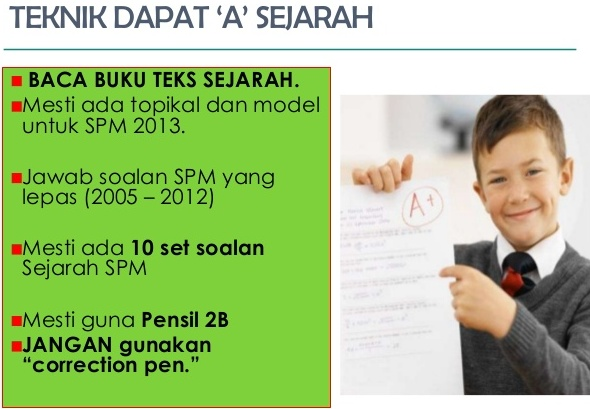 TEKNIK DAPAT ‘A’ SEJARAH
BACA BUKU TEKS SEJARAH.
Mesti ada topikal dan model
untuk SPM 2013.
Jawab soalan SPM yang
lepas (2005 – 2012)
Mesti ada 10 set soalan
Sejarah SPM
Mesti guna Pensil 2B
JANGAN gunakan
“correction pen.”
A+